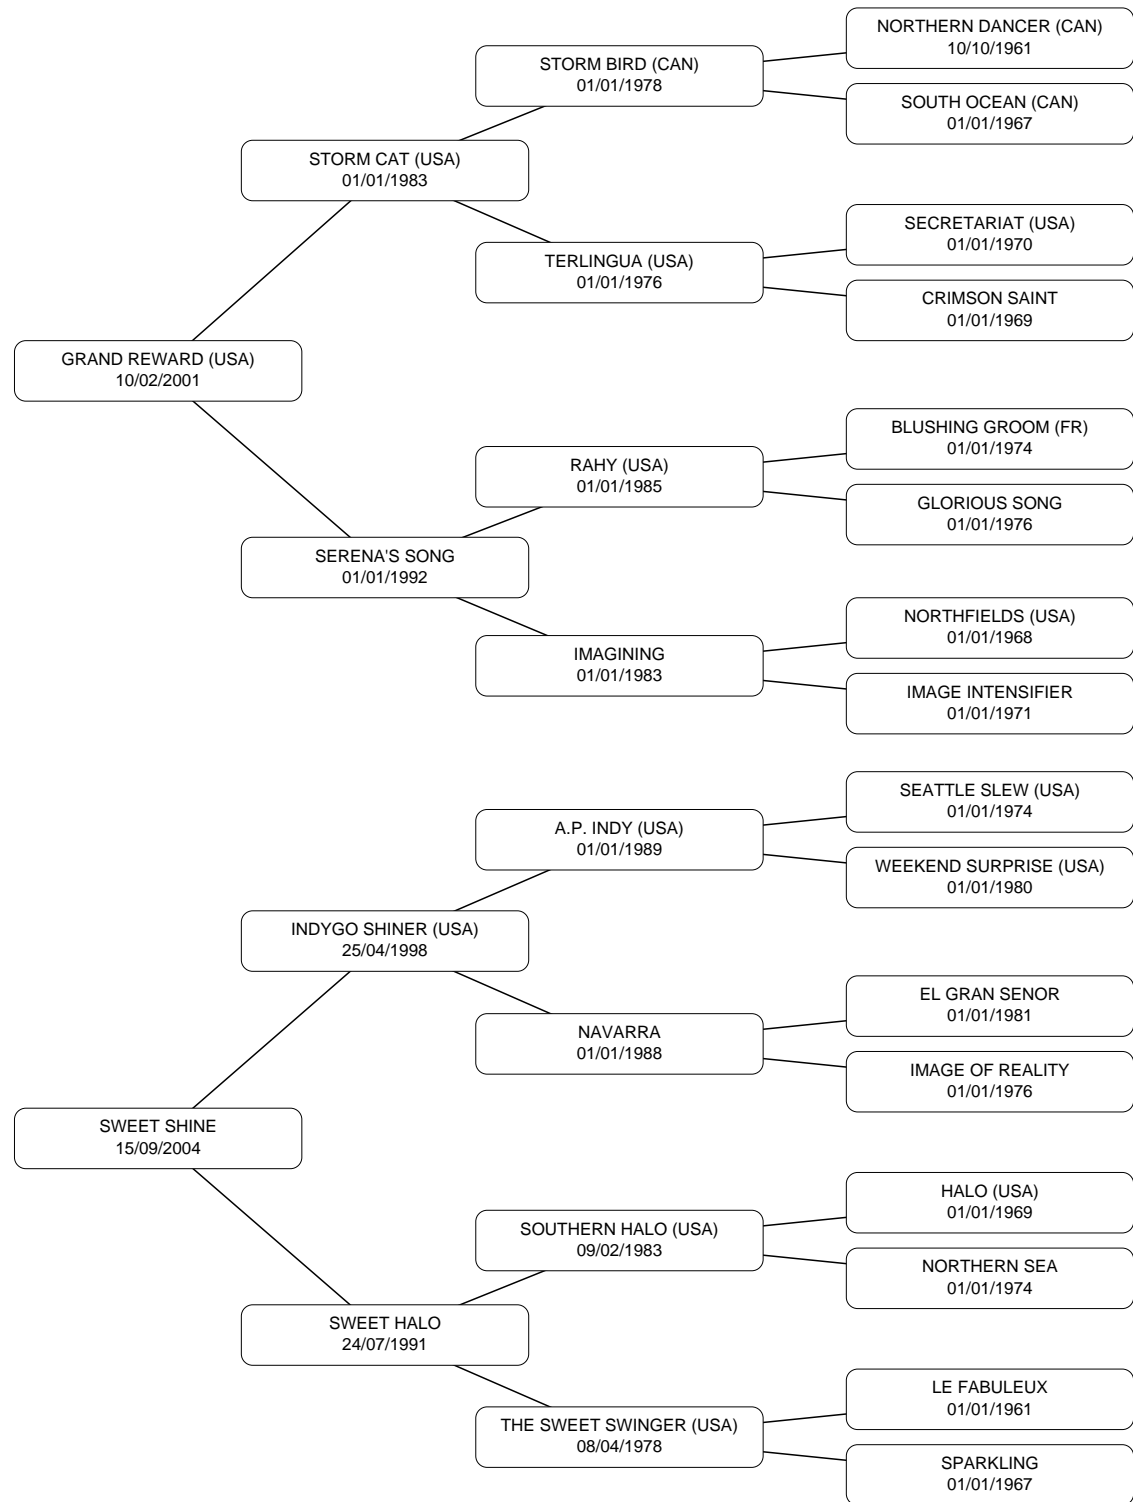 NORTHERN DANCER (CAN)
10/10/1961
STORM BIRD (CAN)
01/01/1978
SOUTH OCEAN (CAN)
01/01/1967
STORM CAT (USA)
01/01/1983
SECRETARIAT (USA)
01/01/1970
TERLINGUA (USA)
01/01/1976
CRIMSON SAINT
01/01/1969
GRAND REWARD (USA)
10/02/2001
BLUSHING GROOM (FR)
01/01/1974
RAHY (USA)
01/01/1985
GLORIOUS SONG
01/01/1976
SERENA'S SONG
01/01/1992
NORTHFIELDS (USA)
01/01/1968
IMAGINING
01/01/1983
IMAGE INTENSIFIER
01/01/1971
SEATTLE SLEW (USA)
01/01/1974
A.P. INDY (USA)
01/01/1989
WEEKEND SURPRISE (USA)
01/01/1980
INDYGO SHINER (USA)
25/04/1998
EL GRAN SENOR
01/01/1981
NAVARRA
01/01/1988
IMAGE OF REALITY
01/01/1976
SWEET SHINE
15/09/2004
HALO (USA)
01/01/1969
SOUTHERN HALO (USA)
09/02/1983
NORTHERN SEA
01/01/1974
SWEET HALO
24/07/1991
LE FABULEUX
01/01/1961
THE SWEET SWINGER (USA)
08/04/1978
SPARKLING
01/01/1967